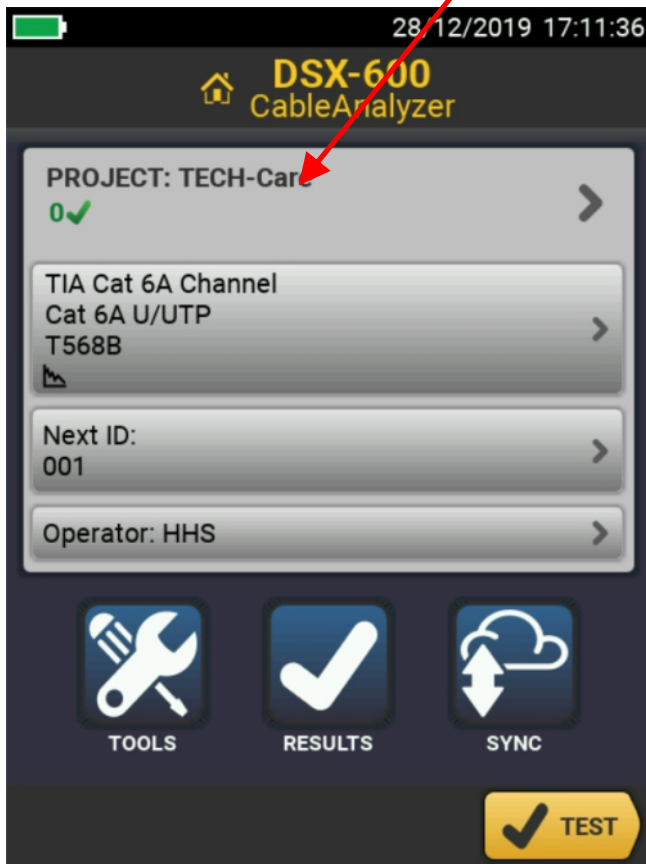 28/12/2019 17:11:36
DSX-600
CableAnalyzer
PROJECT: TECH-Care
0
TIA Cat 6A Channel
Cat 6A U/UTP
T568B
Next ID:
001
Operator: HHS
TOOLS RESULTS SYNC
TEST